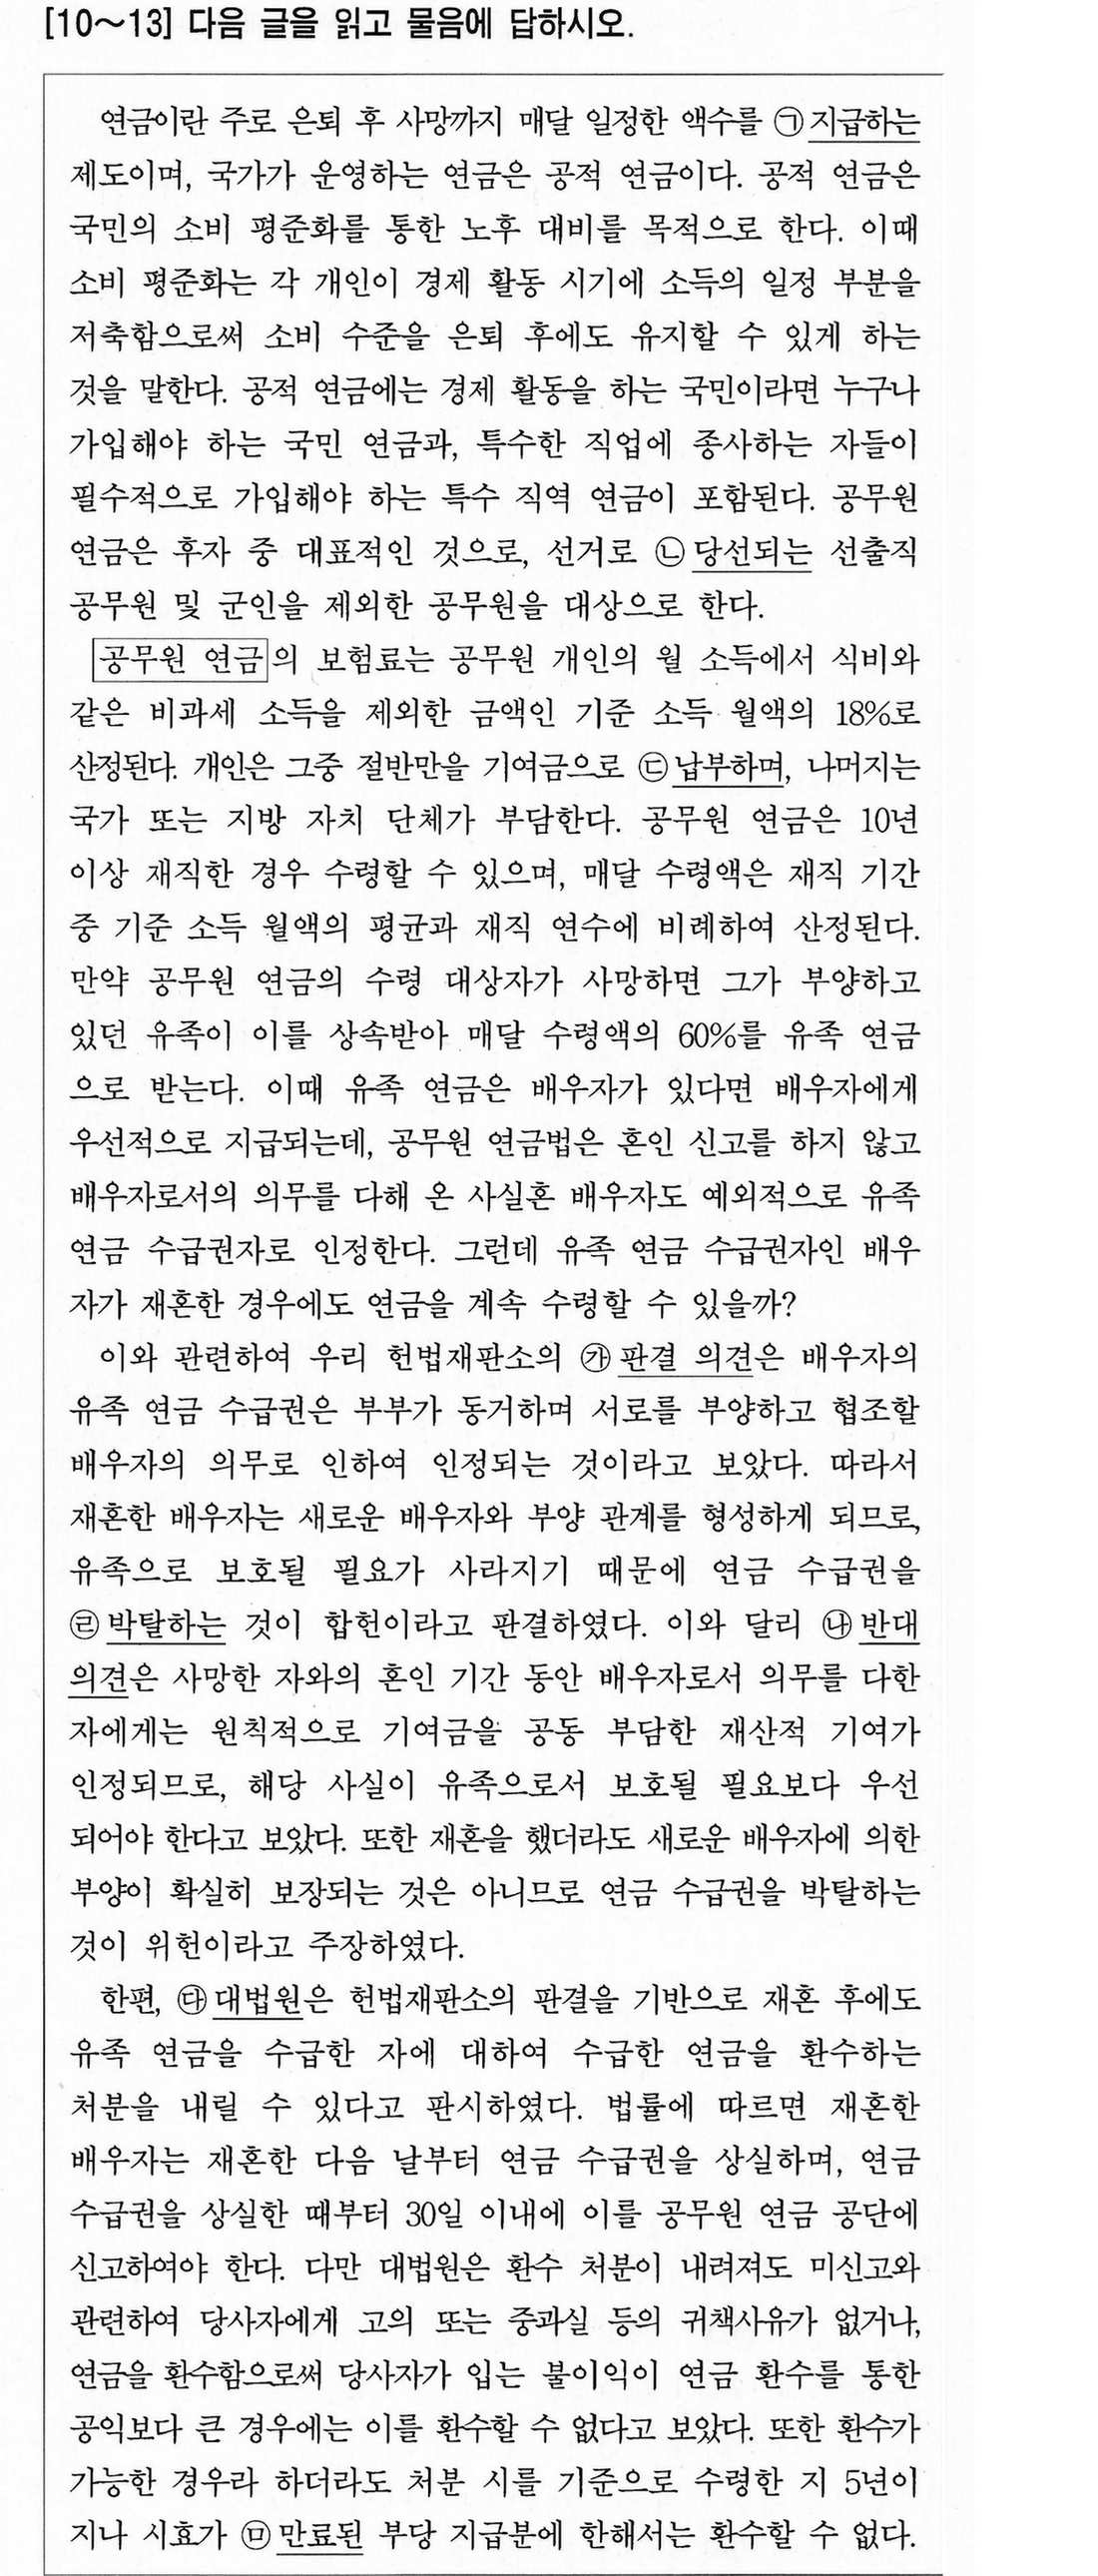 [10～13] 다음 글을 읽고 물음에 답하시오.
연금이란 주로 은퇴 후 사망까지 매달 일정한 액수를 ㉠지급하는
제도이며, 국가가 운영하는 연금은 공적 연금이다. 공적 연금은
국민의 소비 평준화를 통한 노후 대비를 목적으로 한다. 이때
소비 평준화는 각 개인이 경제 활동 시기에 소득의 일정 부분을
저축함으로써 소비 수준을 은퇴 후에도 유지할 수 있게 하는
것을 말한다. 공적 연금에는 경제 활동을 하는 국민이라면 누구나
가입해야 하는 국민 연금과, 특수한 직업에 종사하는 자들이
필수적으로 가입해야 하는 특수 직역 연금이 포함된다. 공무원
연금은 후자 중 대표적인 것으로, 선거로 ㉡당선되는 선출직
공무원 및 군인을 제외한 공무원을 대상으로 한다.
공무원 연금의 보험료는 공무원 개인의 월 소득에서 식비와
같은 비과세 소득을 제외한 금액인 기준 소득 월액의 18%로
산정된다. 개인은 그중 절반만을 기여금으로 ㉢납부하며, 나머지는
국가 또는 지방 자치 단체가 부담한다. 공무원 연금은 10년
이상 재직한 경우 수령할 수 있으며, 매달 수령액은 재직 기간
중 기준 소득 월액의 평균과 재직 연수에 비례하여 산정된다.
만약 공무원 연금의 수령 대상자가 사망하면 그가 부양하고
있던 유족이 이를 상속받아 매달 수령액의 60%를 유족 연금
으로 받는다. 이때 유족 연금은 배우자가 있다면 배우자에게
우선적으로 지급되는데, 공무원 연금법은 혼인 신고를 하지 않고
배우자로서의 의무를 다해 온 사실혼 배우자도 예외적으로 유족
연금 수급권자로 인정한다. 그런데 유족 연금 수급권자인 배우
자가 재혼한 경우에도 연금을 계속 수령할 수 있을까?
이와 관련하여 우리 헌법재판소의 ㉮판결 의견은 배우자의
유족 연금 수급권은 부부가 동거하며 서로를 부양하고 협조할
배우자의 의무로 인하여 인정되는 것이라고 보았다. 따라서
재혼한 배우자는 새로운 배우자와 부양 관계를 형성하게 되므로,
유족으로 보호될 필요가 사라지기 때문에 연금 수급권을
㉣박탈하는 것이 합헌이라고 판결하였다. 이와 달리 ㉯반대
의견은 사망한 자와의 혼인 기간 동안 배우자로서 의무를 다한
자에게는 원칙적으로 기여금을 공동 부담한 재산적 기여가
인정되므로, 해당 사실이 유족으로서 보호될 필요보다 우선
되어야 한다고 보았다. 또한 재혼을 했더라도 새로운 배우자에 의한
부양이 확실히 보장되는 것은 아니므로 연금 수급권을 박탈하는
것이 위헌이라고 주장하였다.
한편, ㉰대법원은 헌법재판소의 판결을 기반으로 재혼 후에도
유족 연금을 수급한 자에 대하여 수급한 연금을 환수하는
처분을 내릴 수 있다고 판시하였다. 법률에 따르면 재혼한
배우자는 재혼한 다음 날부터 연금 수급권을 상실하며, 연금
수급권을 상실한 때부터 30일 이내에 이를 공무원 연금 공단에
신고하여야 한다. 다만 대법원은 환수 처분이 내려져도 미신고와
관련하여 당사자에게 고의 또는 중과실 등의 귀책사유가 없거나,
연금을 환수함으로써 당사자가 입는 불이익이 연금 환수를 통한
공익보다 큰 경우에는 이를 환수할 수 없다고 보았다. 또한 환수가
가능한 경우라 하더라도 처분 시를 기준으로 수령한 지 5년이
지나 시효가 ㉤만료된 부당 지급분에 한해서는 환수할 수 없다.